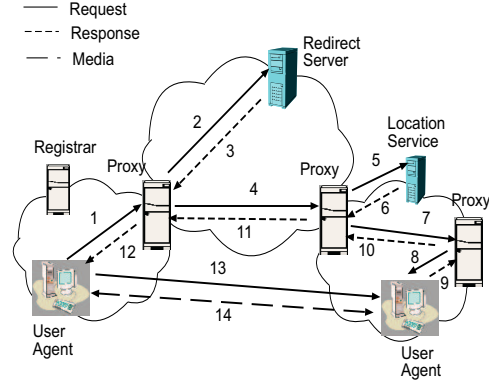 Request
Response
Media
Redirect
Server
Location
Service
Registrar
Proxy
Proxy
Proxy
1
2
3
4
5
6
7
8
9
10
11
12
13
14
User
Agent
User
Agent